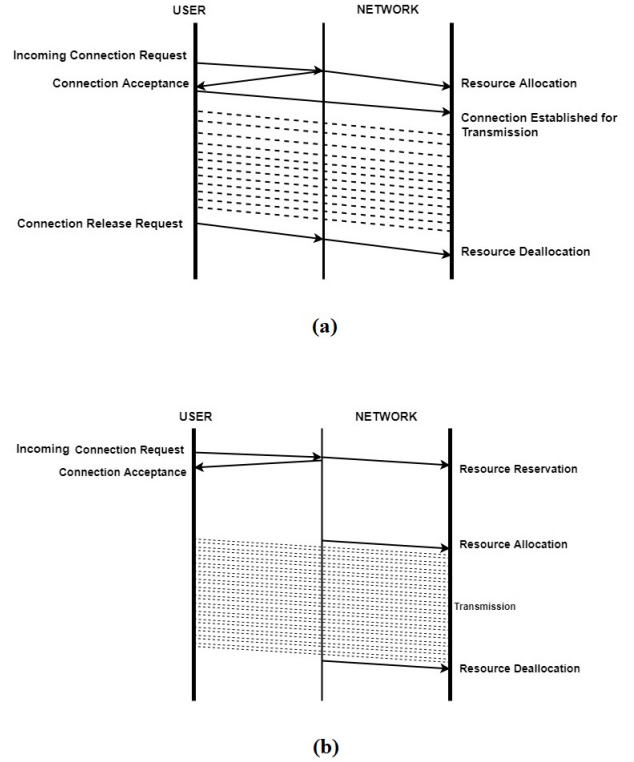 USER NETWORK
Incoming Connection Request
Connection Acceptance
Resource Allocation
Connection Established for
Transmission
Connection Release Request
Resource Deallocation
(a)
USER NETWORK
Incoming Connection Request
Connection Acceptance
Resource Reservation
Resource Allocation
Transmission
Resource Deallocation
(b)